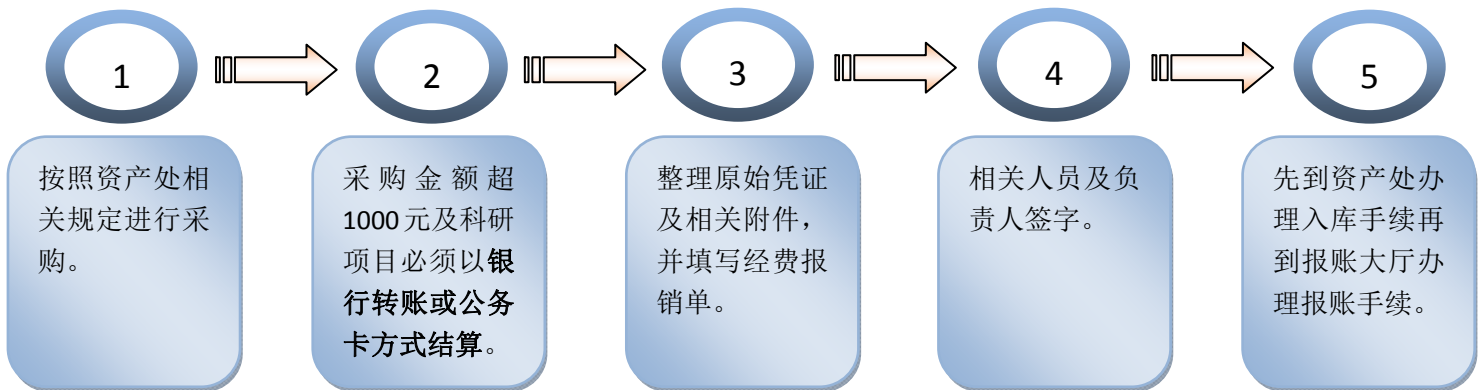 1
2
3
4
5
按照资产处相
关规定进行采
购。
采购金额超
1000元及科研
项目必须以银
行转账或公务
卡方式结算。
整理原始凭证
及相关附件，
并填写经费报
销单。
相关人员及负
责人签字。
先到资产处办
理入库手续再
到报账大厅办
理报账手续。